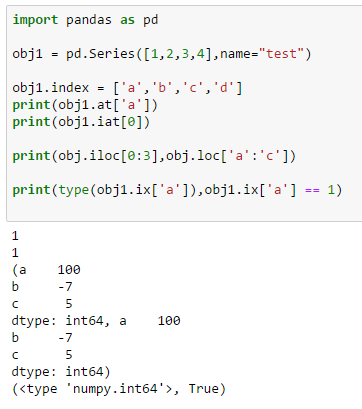 import pandas as pd
obj1 = pd.Series([1,2,3,4],name="test")
obj1.index = ['a','b','c','d']
print(obj1.at['a'])
print(obj1.iat[0])
print(obj.iloc[0:3],obj.loc['a':'c'])
print(type(obj1.ix['a']),obj1.ix['a'] == 1)
1
1
(a    100
b     -7
c      5
dtype: int64, a    100
b     -7
c      5
dtype: int64)
(<type 'numpy.int64'>, True)